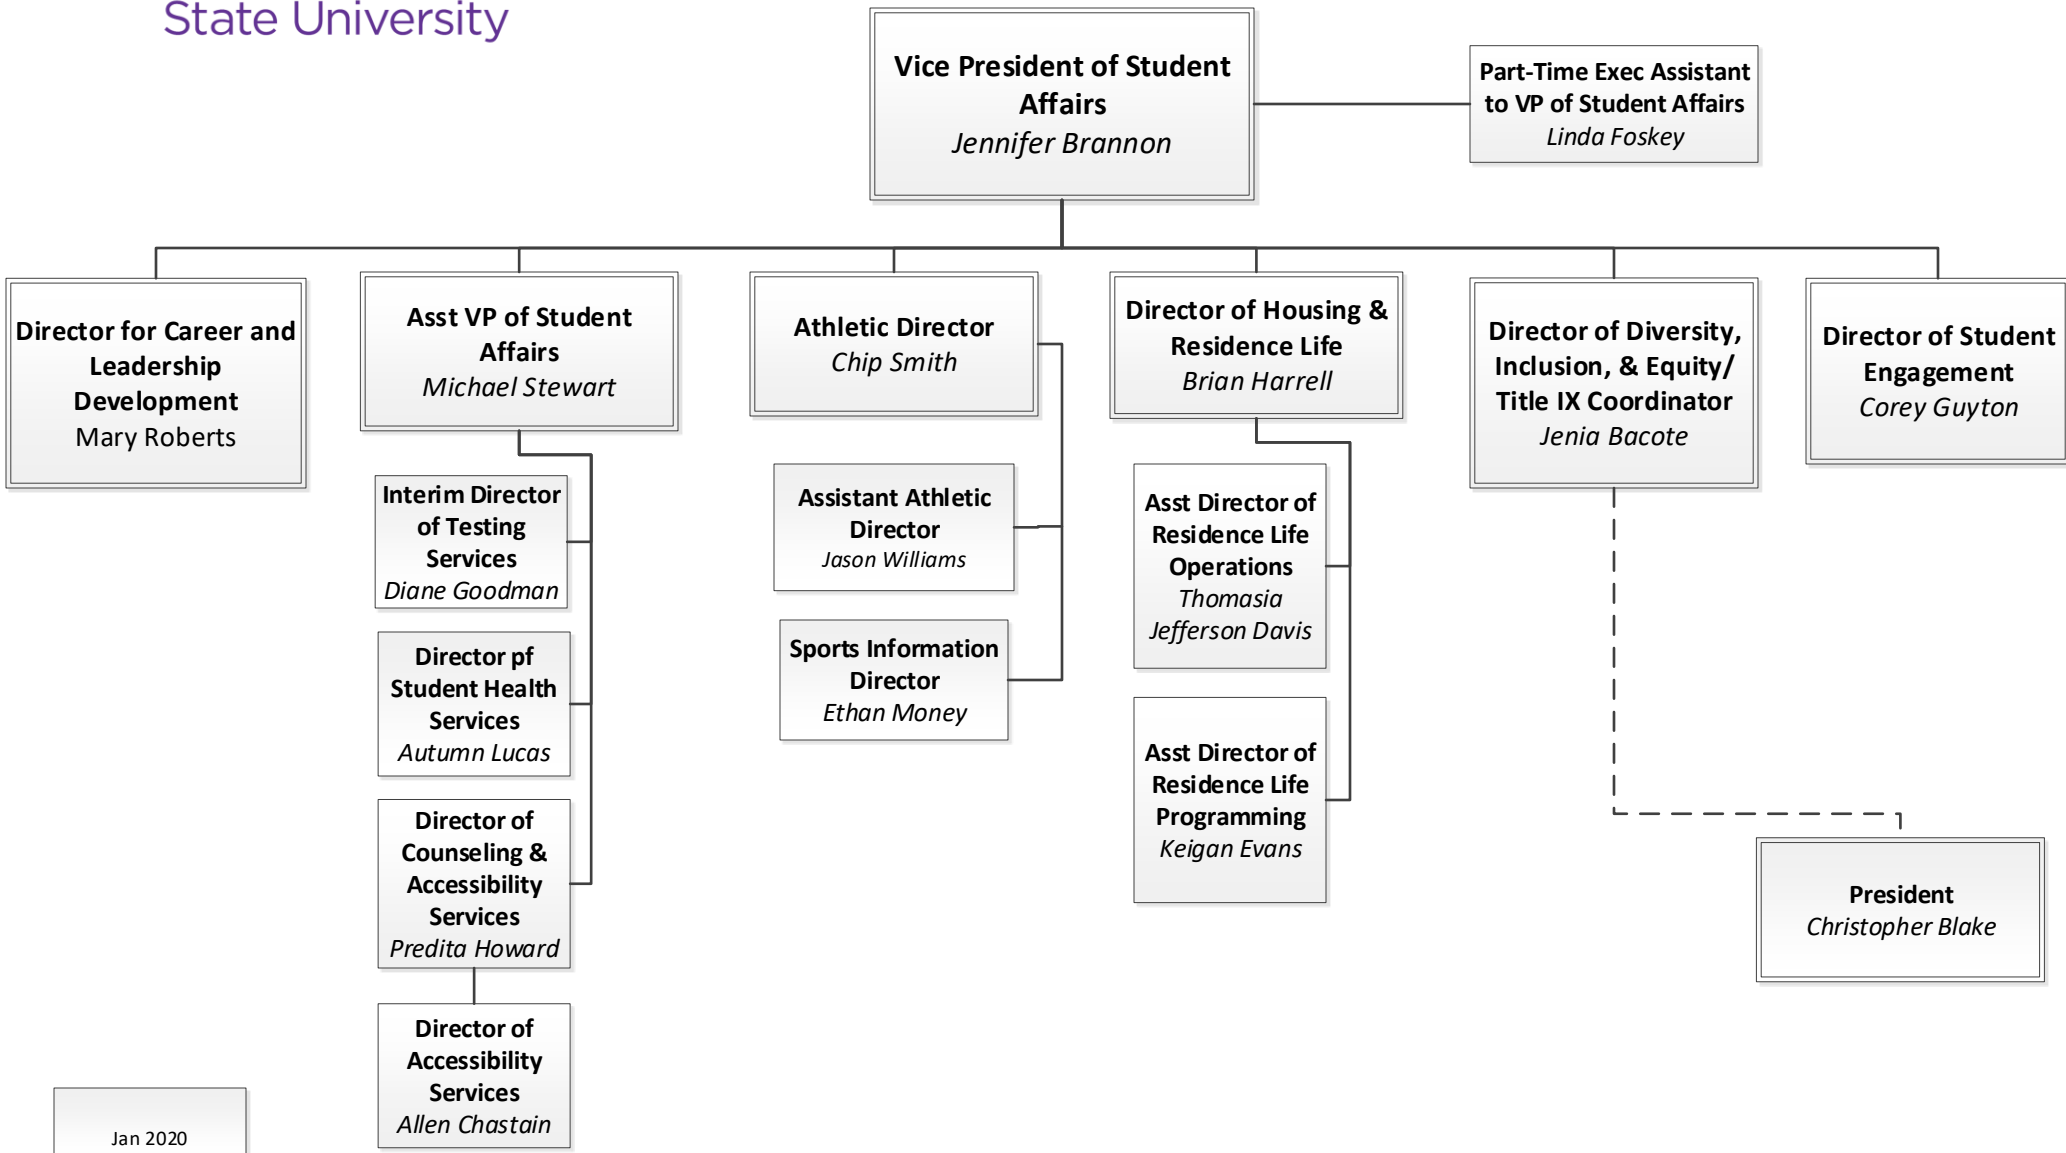 State University
Vice President of Student
Affairs
Jennifer Brannon
Part-Time Exec Assistant
to VP of Student Affairs
Linda Foskey
Director for Career and
Leadership
Development
Mary Roberts
Asst VP of Student
Affairs
Michael Stewart
Interim Director
of Testing
Services
Diane Goodman
Director pf
Student Health
Services
Autumn Lucas
Director of
Counseling &
Accessibility
Services
Predita Howard
Director of
Accessibility
Services
Allen Chastain
Athletic Director
Chip Smith
Assistant Athletic
Director
Jason Williams
Sports Information
Director
Ethan Money
Director of Housing &
Residence Life
Brian Harrell
Asst Director of
Residence Life
Operations
Thomasia
Jefferson Davis
Asst Director of
Residence Life
Programming
Keigan Evans
Director of Diversity,
Inclusion, & Equity/
Title IX Coordinator
Jenia Bacote
President
Christopher Blake
Director of Student
Engagement
Corey Guyton
Jan 2020